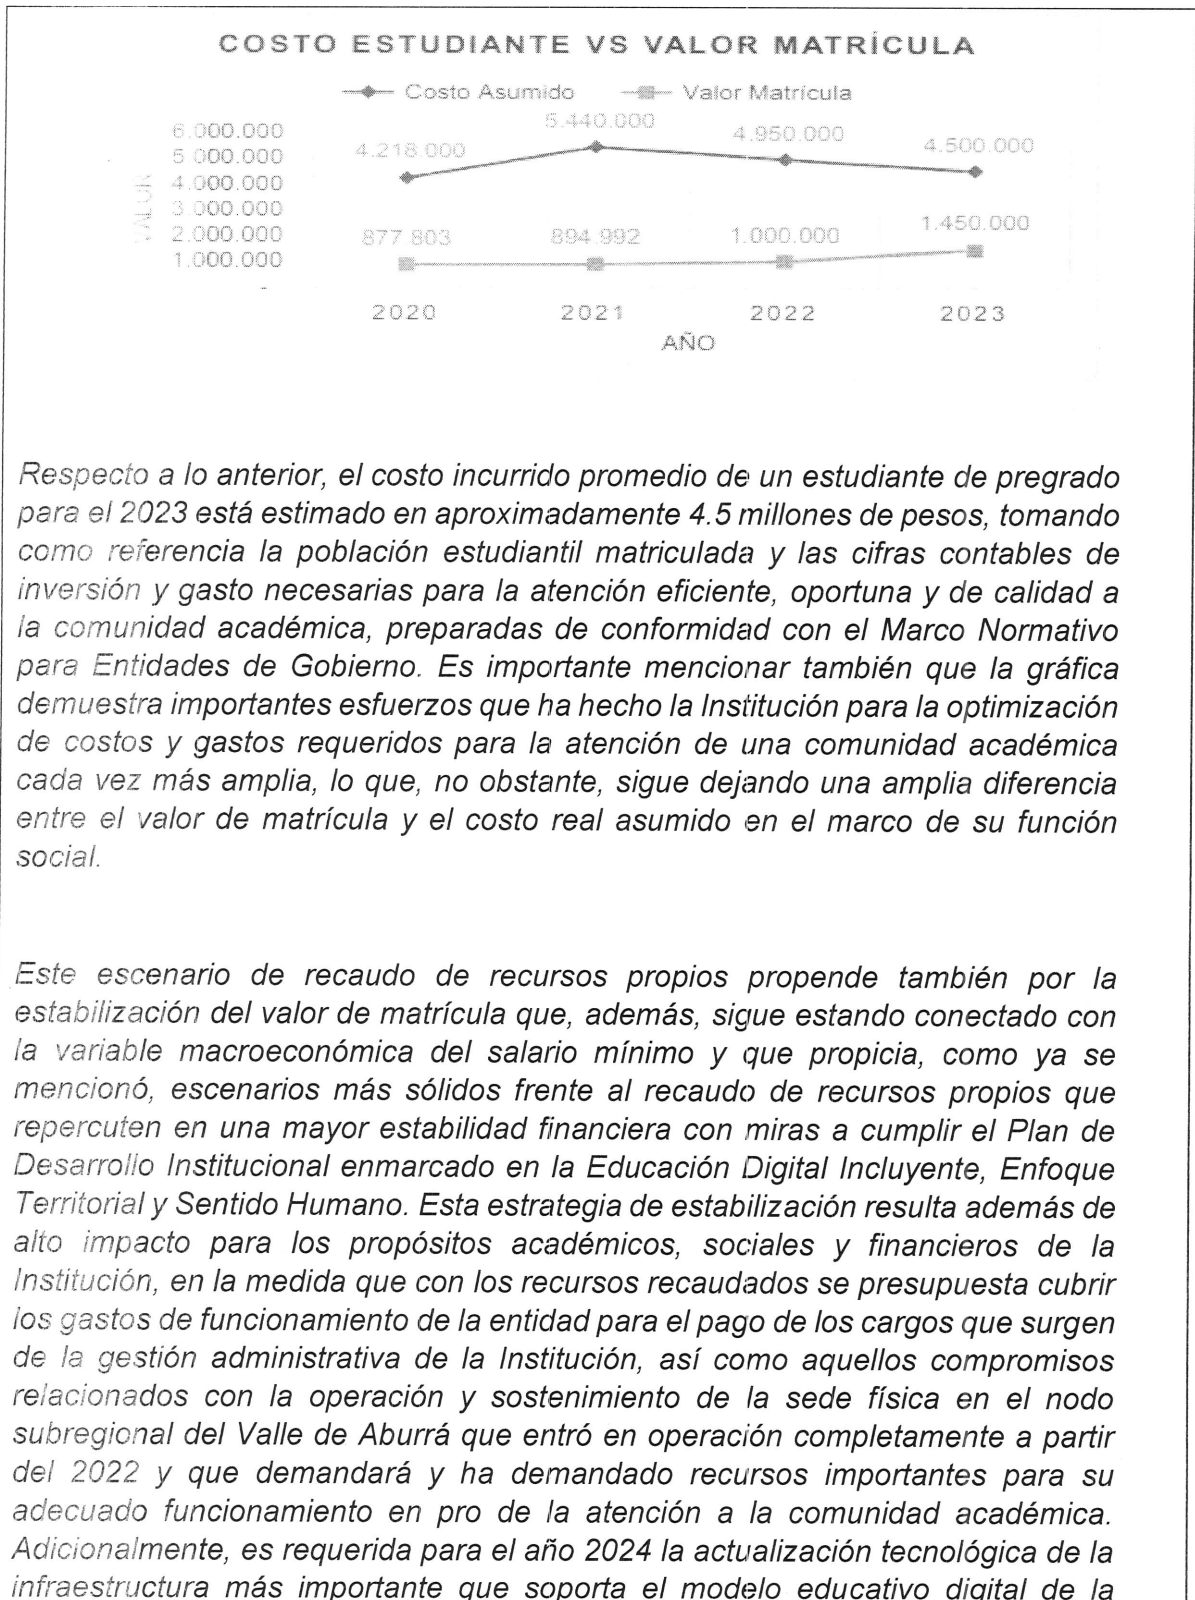 COSTO ESTUDIANTE VS VALOR MATRÍCULA
Costo Asumido Valor Matrícula
6.000.000
5.000.000
4.000.000
3.000.000
2.000.000
1.000.000
-
VALOR
4.218.000 5.440.000 4.950.000 4.500.000
877.803 894.992 1.000.000 1.450.000
2020 2021 2022 2023
AÑO
Respecto a lo anterior, el costo incurrido promedio de un estudiante de pregrado
para el 2023 está estimado en aproximadamente 4.5 millones de pesos, tomando
como referencia la población estudiantil matriculada y las cifras contables de
inversión y gasto necesarias para la atención eficiente, oportuna y de calidad a
la comunidad académica, preparadas de conformidad con el Marco Normativo
para Entidades de Gobierno. Es importante mencionar también que la gráfica
demuestra importantes esfuerzos que ha hecho la Institución para la optimización
de costos y gastos requeridos para la atención de una comunidad académica
cada vez más amplia, lo que, no obstante, sigue dejando una amplia diferencia
entre el valor de matrícula y el costo real asumido en el marco de su función
social.
Este escenario de recaudo de recursos propios propende también por la
estabilización del valor de matrícula que, además, sigue estando conectado con
la variable macroeconómica del salario mínimo y que propicia, como ya se
mencionó, escenarios más sólidos frente al recaudo de recursos propios que
repercuten en una mayor estabilidad financiera con miras a cumplir el Plan de
Desarrollo Institucional enmarcado en la Educación Digital Incluyente, Enfoque
Territorial y Sentido Humano. Esta estrategia de estabilización resulta además de
alto impacto para los propósitos académicos, sociales y financieros de la
Institución, en la medida que con los recursos recaudados se presupuesta cubrir
los gastos de funcionamiento de la entidad para el pago de los cargos que surgen
de la gestión administrativa de la Institución, así como aquellos compromisos
relacionados con la operación y sostenimiento de la sede física en el nodo
subregional del Valle de Aburrá que entró en operación completamente a partir
del 2022 y que demandará y ha demandado recursos importantes para su
adecuado funcionamiento en pro de la atención a la comunidad académica.
Adicionalmente, es requerida para el año 2024 la actualización tecnológica de la
infraestructura más importante que soporta el modelo educativo digital de la